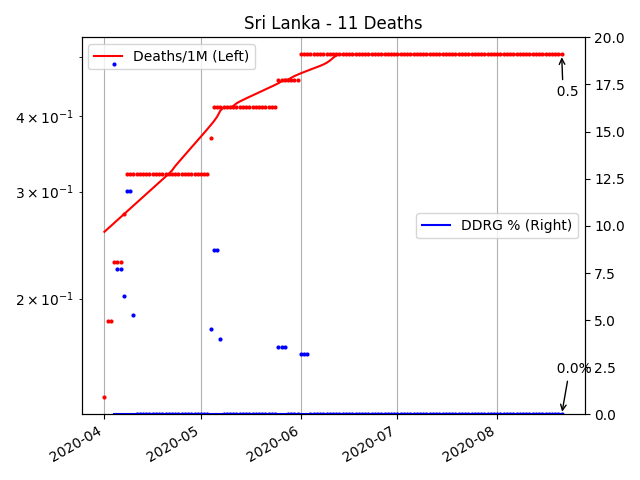 Sri Lanka - 11 Deaths
Deaths/1M (Left)
DDRG % (Right)
4 × 10⁻¹
3 × 10⁻¹
2 × 10⁻¹
20.0
17.5
15.0
12.5
10.0
7.5
5.0
2.5
0.0
0.5
0.0%
2020-04
2020-05
2020-06
2020-07
2020-08